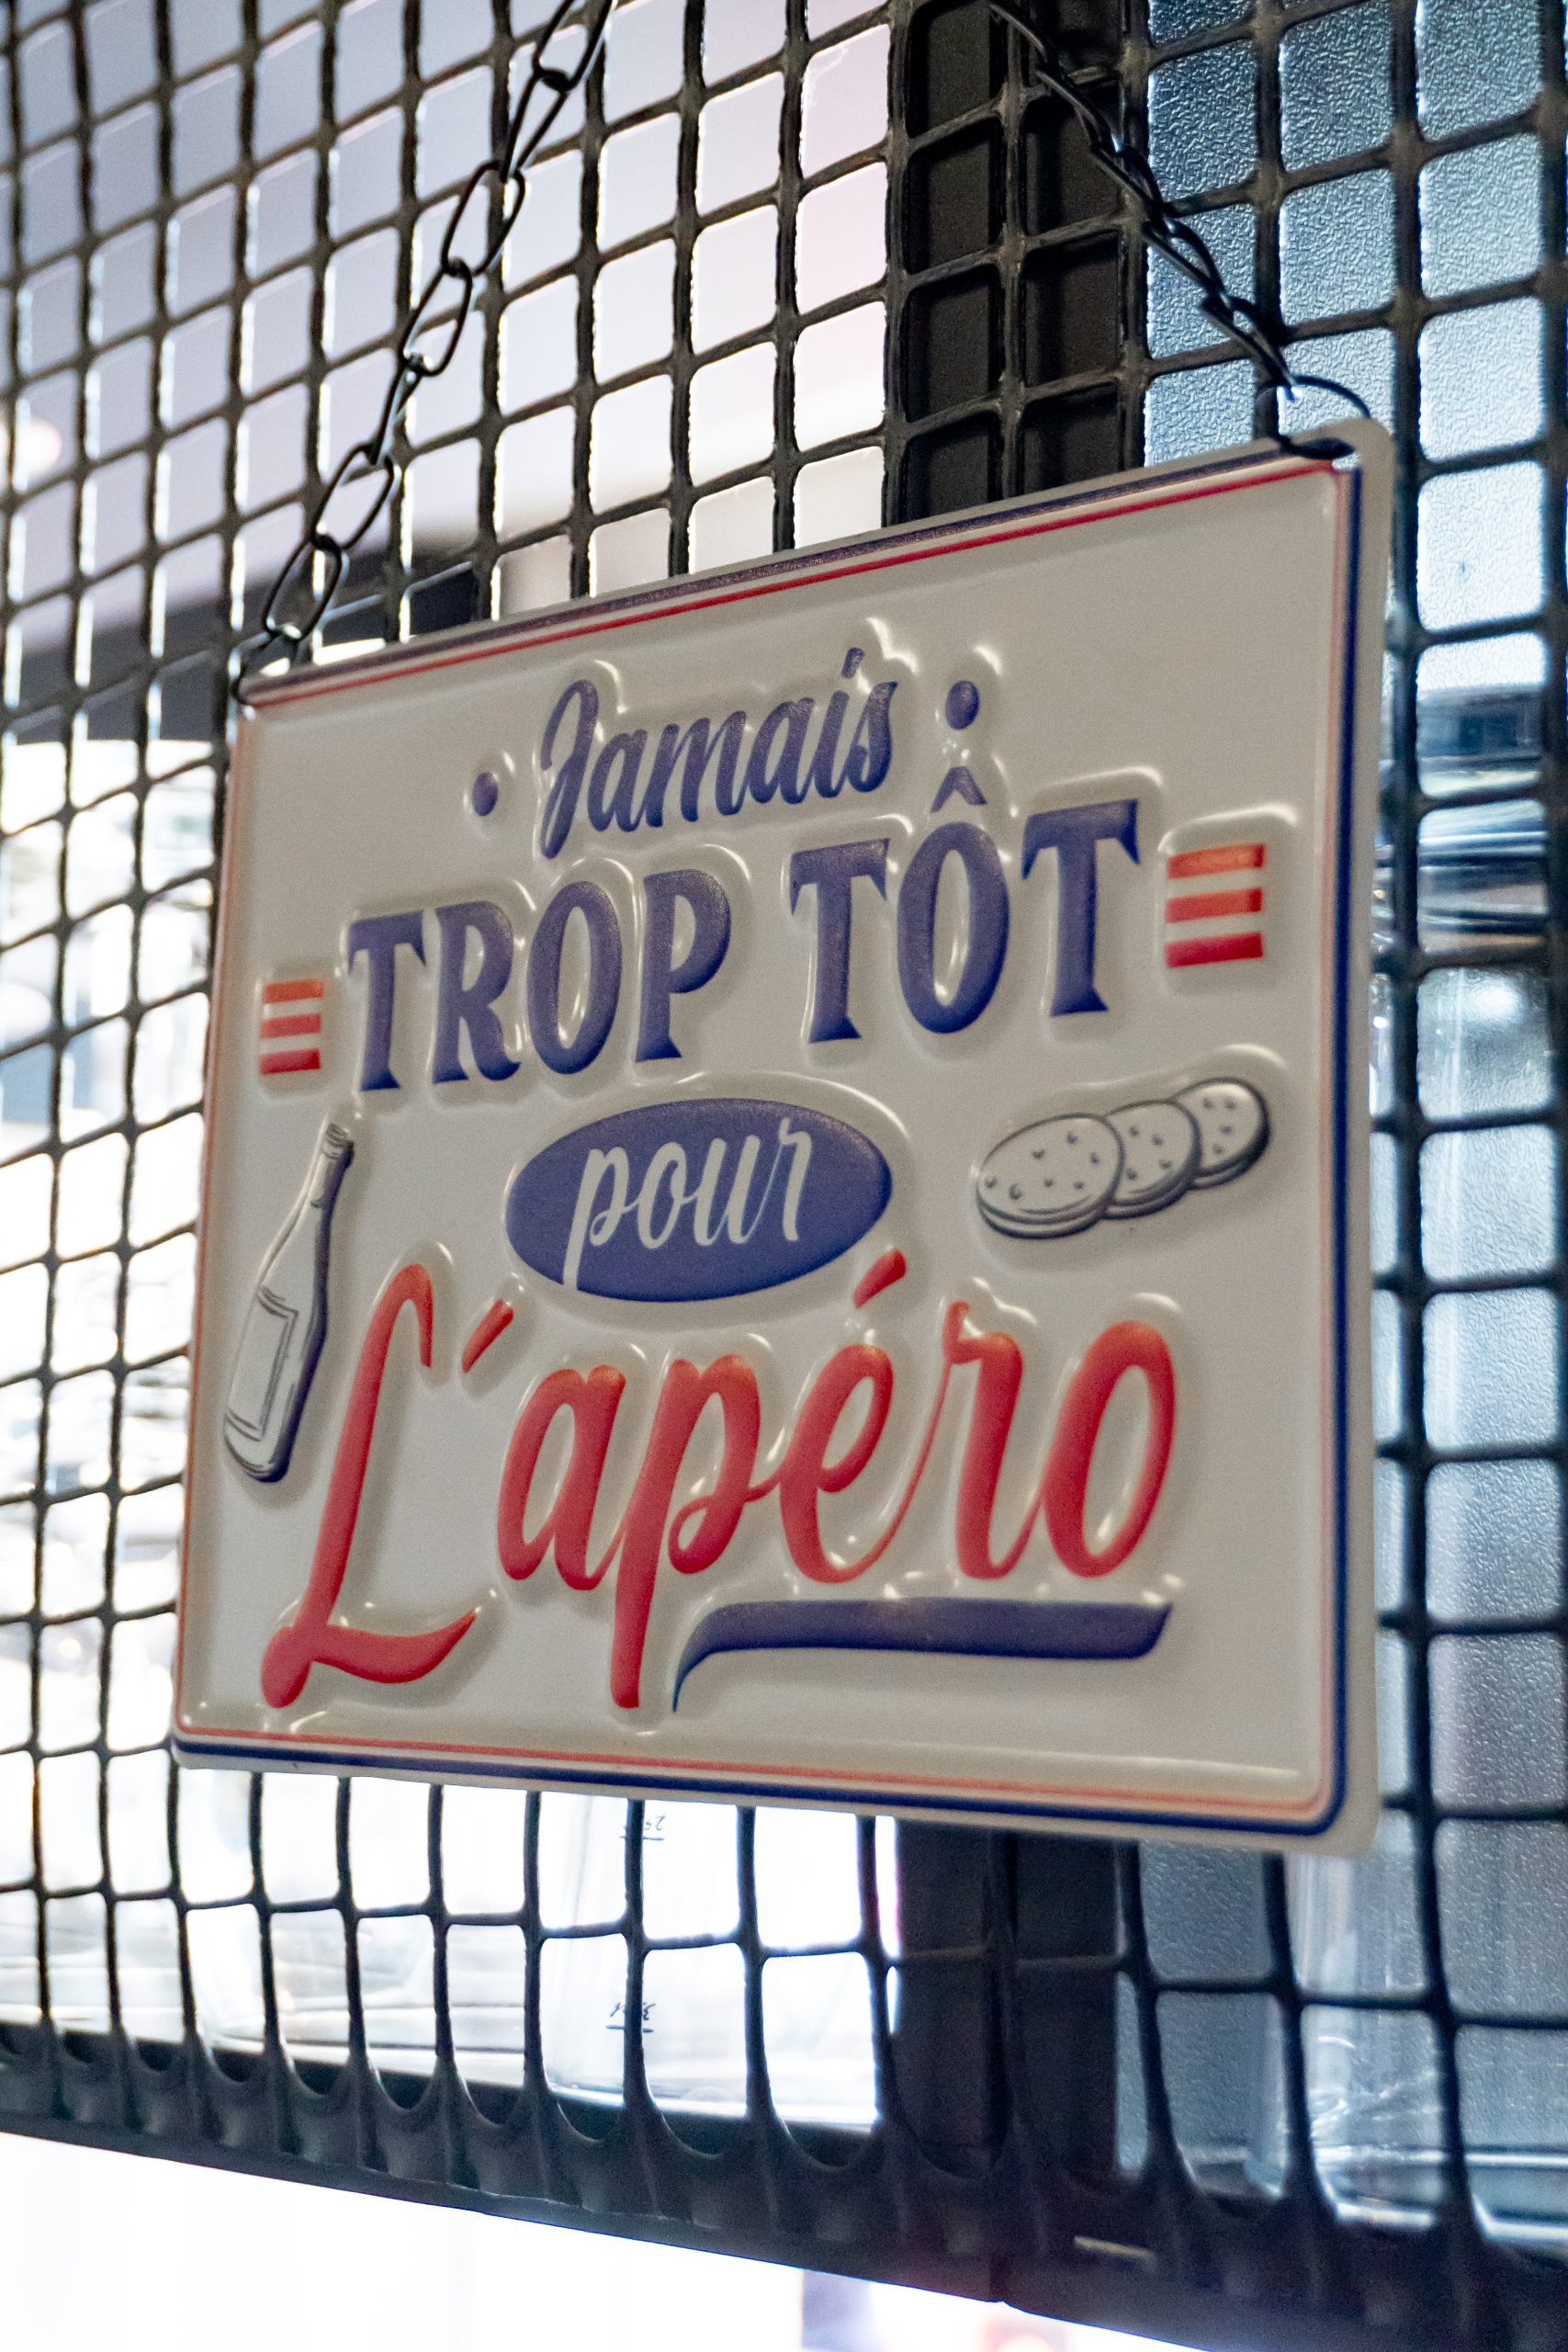 Jamais
TROP TÔT
pour
L'apéro